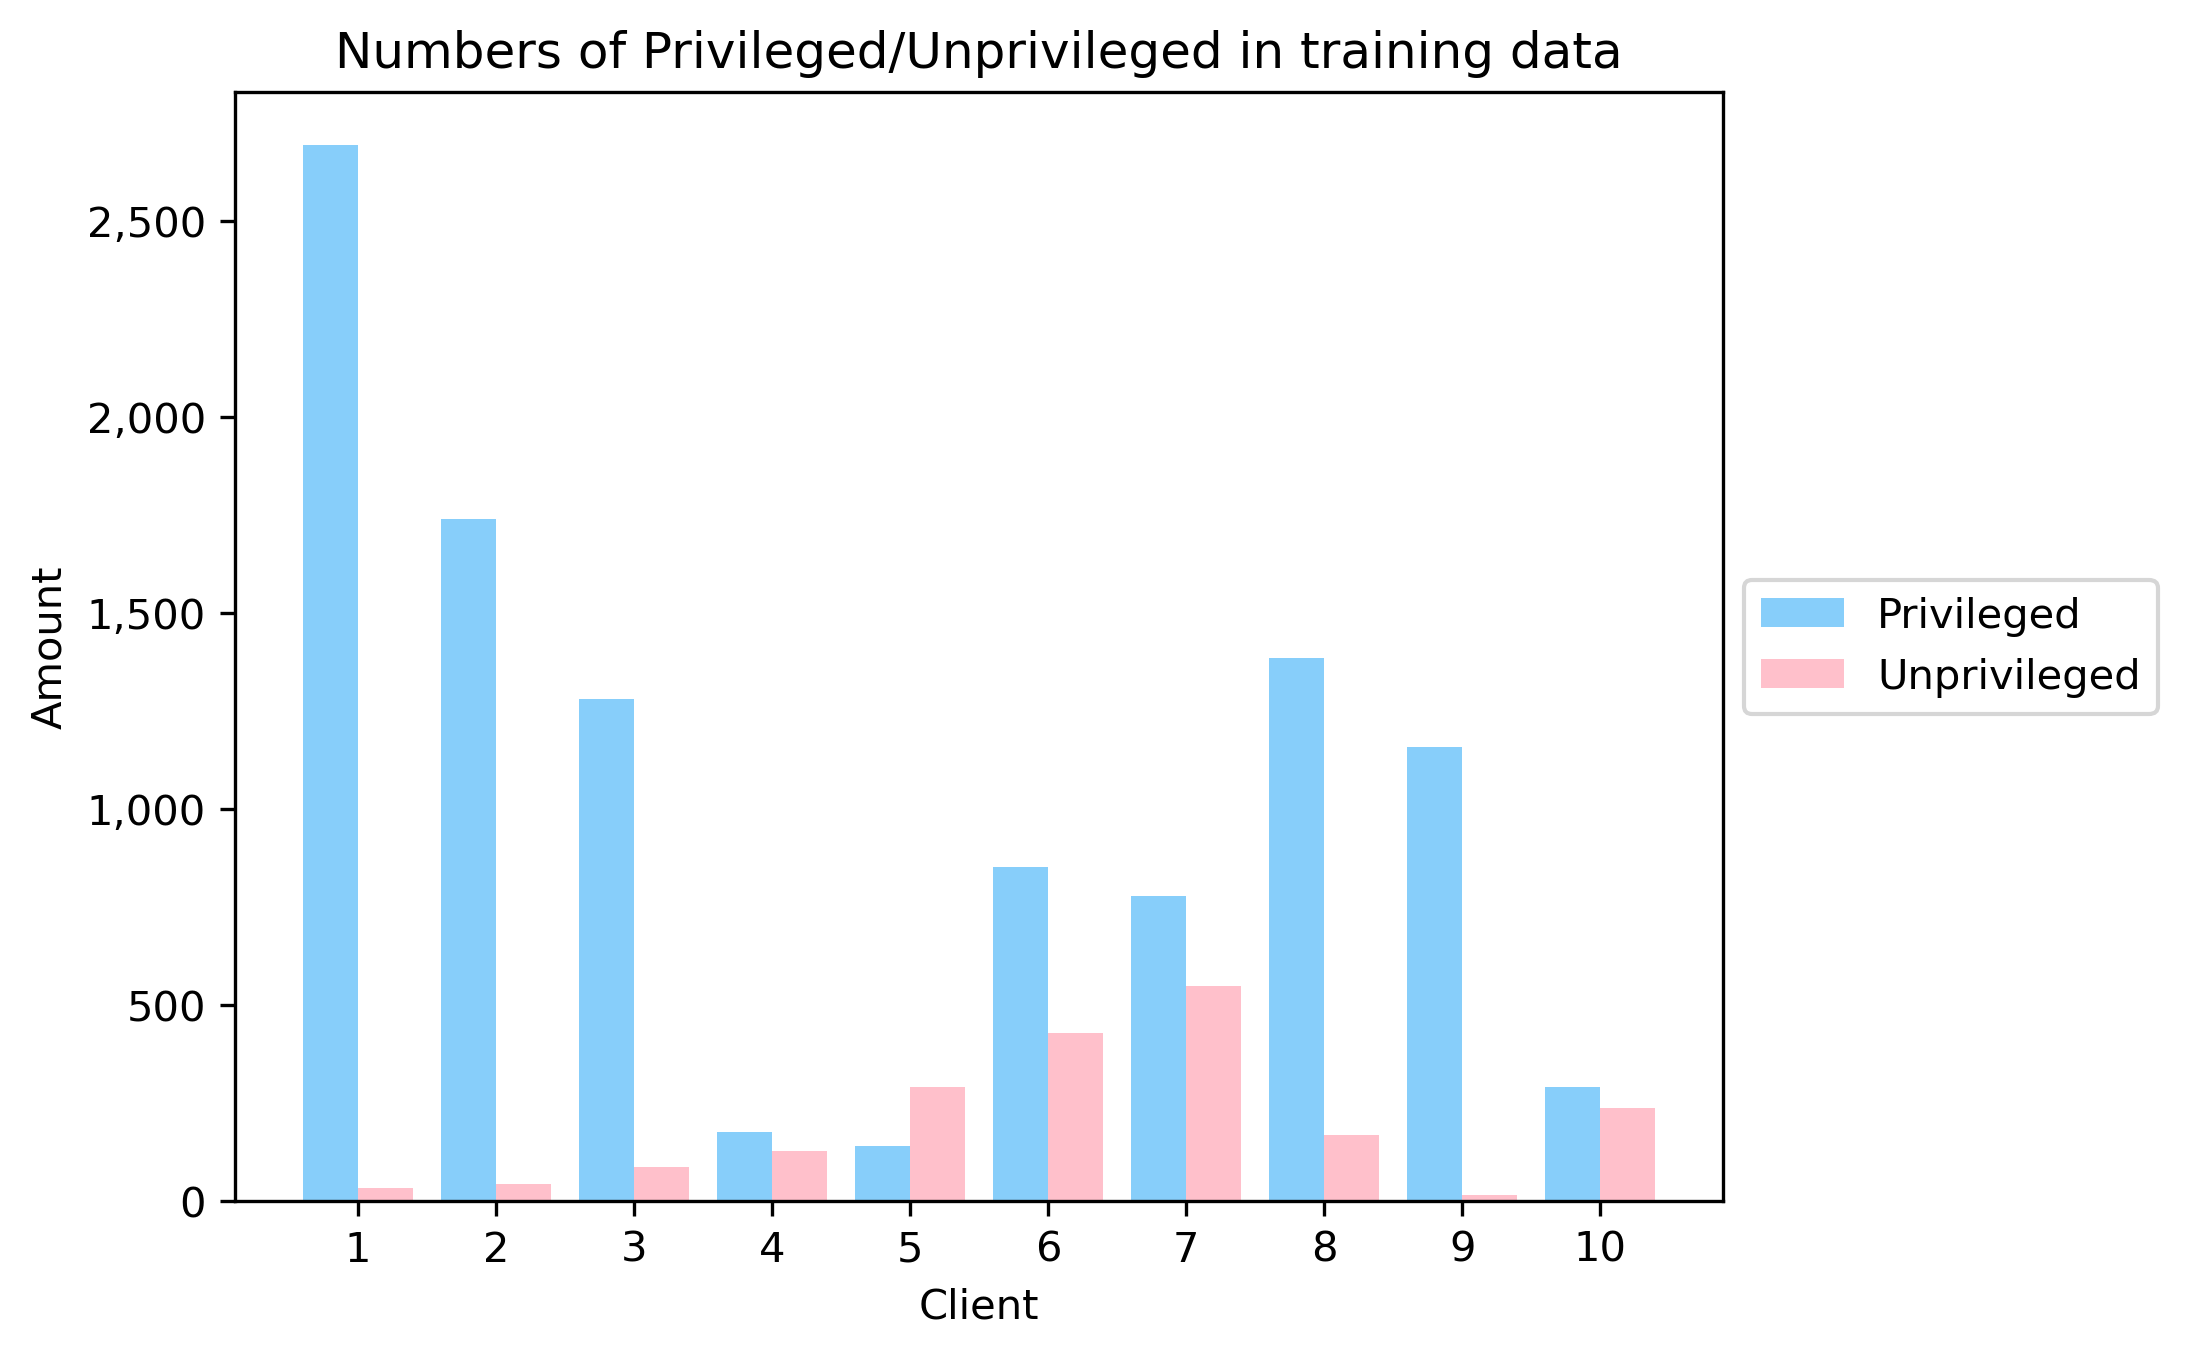 Numbers of Privileged/Unprivileged in training data
2,500
2,000
1,500
1,000
500
0
Amount
1 2 3 4 5 6 7 8 9 10
Client
Privileged
Unprivileged